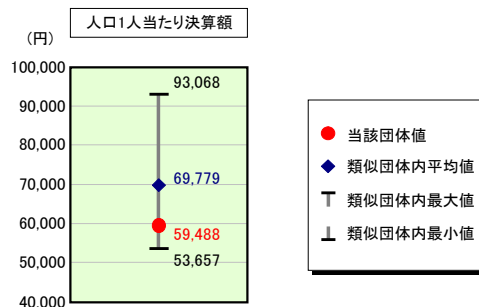 人口1人当たり決算額
(円)
100,000
90,000
80,000
70,000
60,000
50,000
40,000
93,068
69,779
59,488
53,657
当該団体値
類似団体内平均値
類似団体内最大値
類似団体内最小値